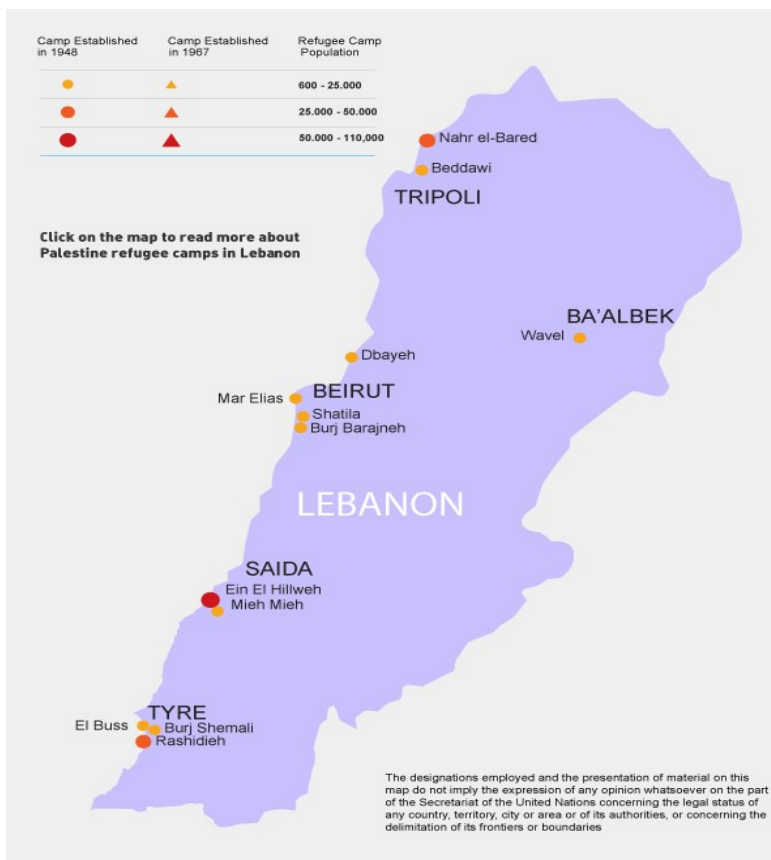 Camp Established
in 1948
Camp Established
in 1967
Refugee Camp
Population
600 - 25.000
25.000 - 50.000
50.000 - 110,000
Nahr el-Bared
Beddawi
TRIPOLI
Click on the map to read more about
Palestine refugee camps in Lebanon
BA'ALBEK
Wavel
Dbayeh
BEIRUT
Mar Elias
Shatila
Burj Barajneh
LEBANON
SAIDA
Ein El Hillweh
Mieh Mieh
TYRE
El Buss
Burj Shemali
Rashidieh
The designations employed and the presentation of material on this
map do not imply the expression of any opinion whatsoever on the part
of the Secretariat of the United Nations concerning the legal status of
any country, territory, city or area or of its authorities, or concerning the
delimitation of its frontiers or boundaries